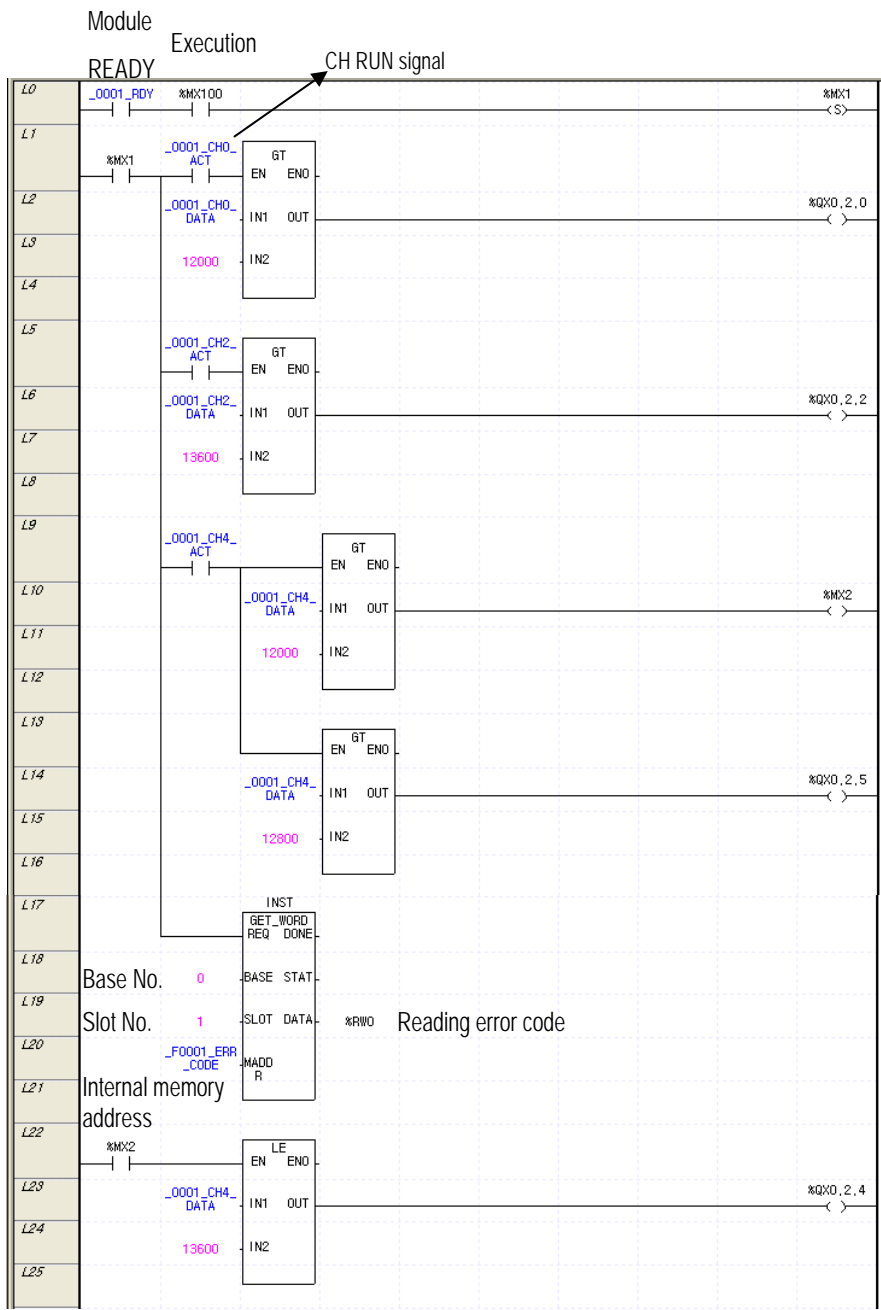 Module
Execution
READY
CH RUN signal
L0
_0001_RDY
%MX100
%MX1
S
L1
%MX1
_0001_CH0_
ACT
GT
EN ENO
L2
_0001_CH0_
DATA
IN1 OUT
%QX0.2.0
L3
12000
IN2
L4
L5
_0001_CH2_
ACT
GT
EN ENO
L6
_0001_CH2_
DATA
IN1 OUT
%QX0.2.2
L7
13600
IN2
L8
L9
_0001_CH4_
ACT
GT
EN ENO
L10
_0001_CH4_
DATA
IN1 OUT
%MX2
L11
12000
IN2
L12
L13
GT
EN ENO
L14
_0001_CH4_
DATA
IN1 OUT
%QX0.2.5
L15
12800
IN2
L16
L17
INST
GET_WORD
REQ DONE
L18
Base No.
0
BASE STAT
L19
Slot No.
1
SLOT DATA
%RW0
Reading error code
L20
_F0001_ERR
_CODE
MADD
R
L21
Internal memory
address
L22
%MX2
LE
EN ENO
L23
_0001_CH4_
DATA
IN1 OUT
%QX0.2.4
L24
13600
IN2
L25